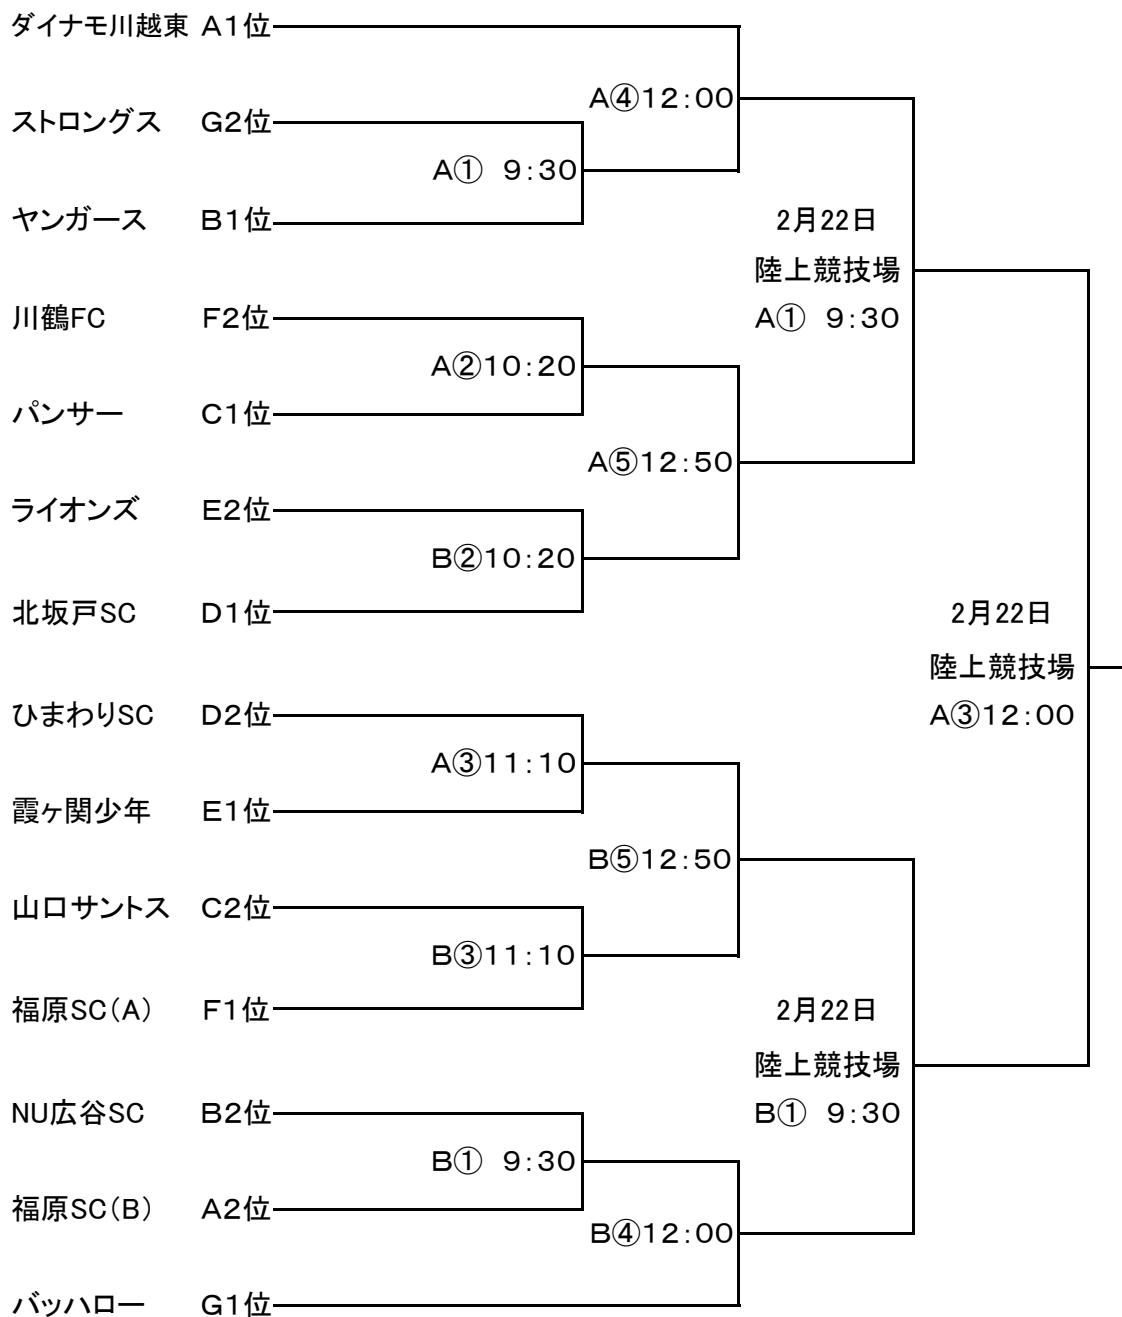 ダイナモ川越東 A1位
A④12:00
ストロングス G2位
A① 9:30
ヤンガース B1位
2月22日
陸上競技場
A① 9:30
川鶴FC F2位
A②10:20
パンサー C1位
A⑤12:50
ライオンズ E2位
B②10:20
北坂戸SC D1位
2月22日
陸上競技場
A③12:00
ひまわりSC D2位
A③11:10
霞ヶ関少年 E1位
B⑤12:50
山口サントス C2位
B③11:10
福原SC(A) F1位
2月22日
陸上競技場
B① 9:30
NU広谷SC B2位
B① 9:30
福原SC(B) A2位
B④12:00
バッハロー G1位